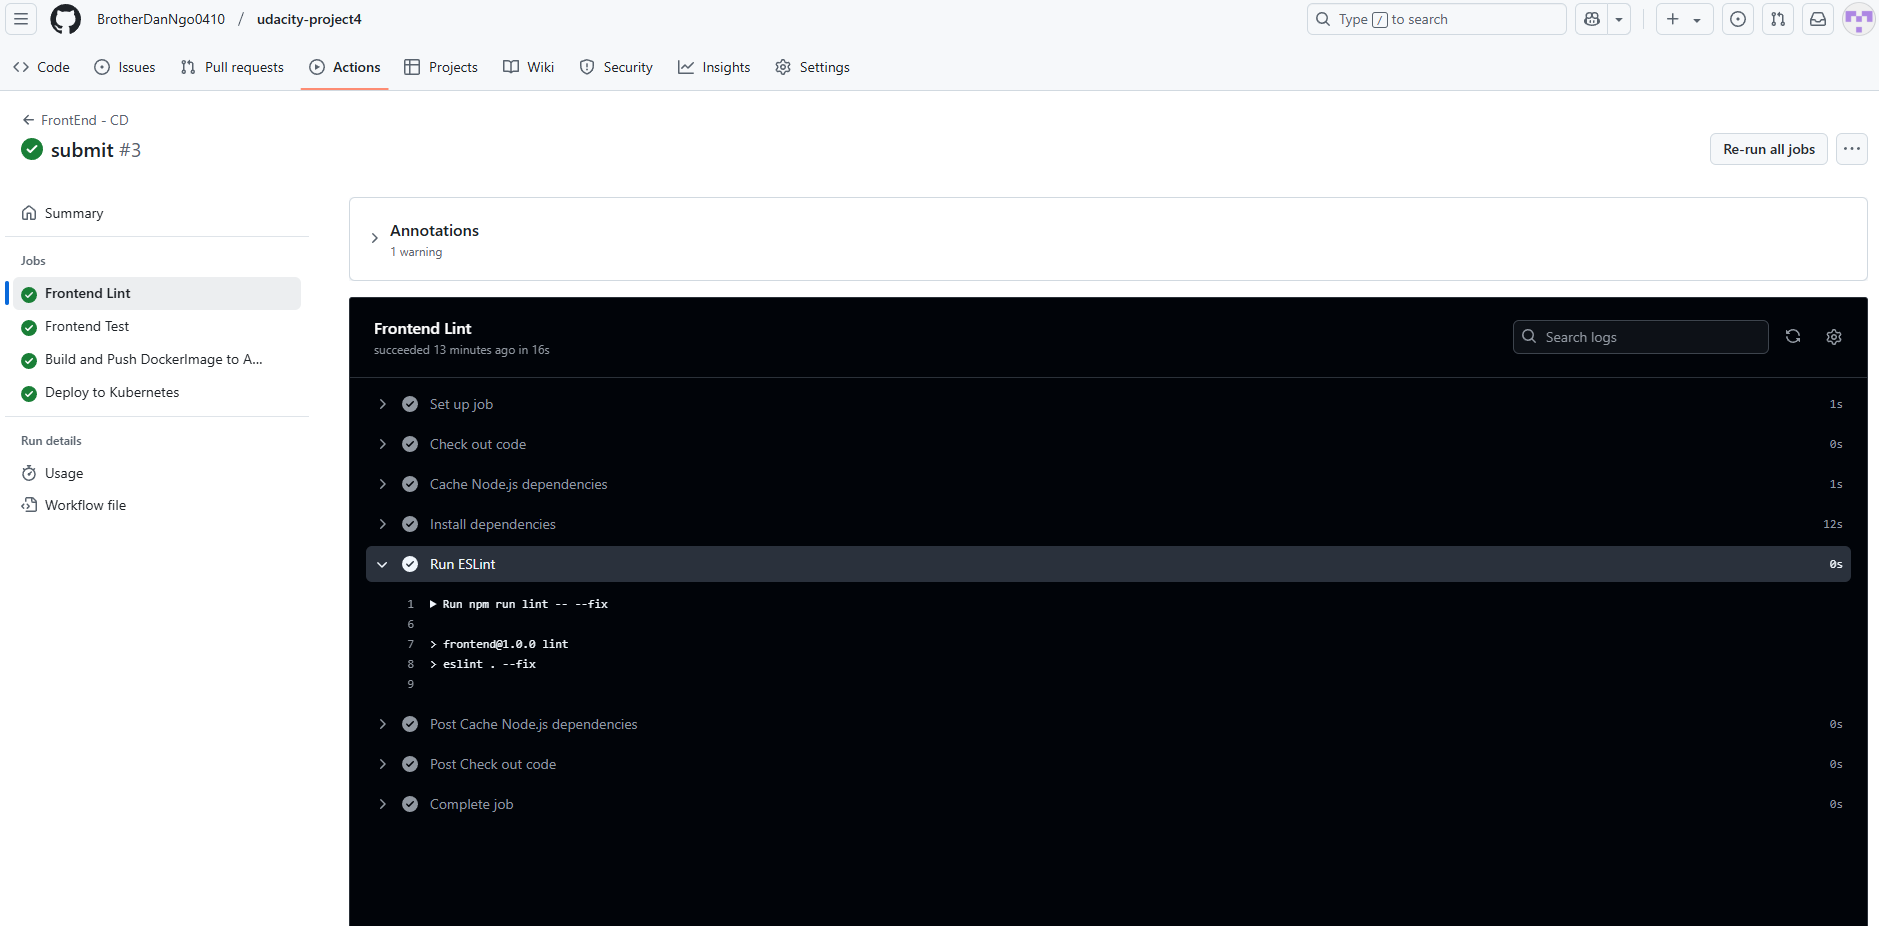 BrotherDanNgo0410 / udacity-project4
Type / to search
Code
Issues
Pull requests
Actions
Projects
Wiki
Security
Insights
Settings
FrontEnd - CD
submit #3
Re-run all jobs
Summary
Jobs
Frontend Lint
Frontend Test
Build and Push DockerImage to A...
Deploy to Kubernetes
Run details
Usage
Workflow file
Annotations
1 warning
Frontend Lint
succeeded 13 minutes ago in 16s
Search logs
Set up job 1s
Check out code 0s
Cache Node.js dependencies 1s
Install dependencies 12s
Run ESLint 0s
1 Run npm run lint -- --fix
6
7 > frontend@1.0.0 lint
8 > eslint . --fix
9
Post Cache Node.js dependencies 0s
Post Check out code 0s
Complete job 0s